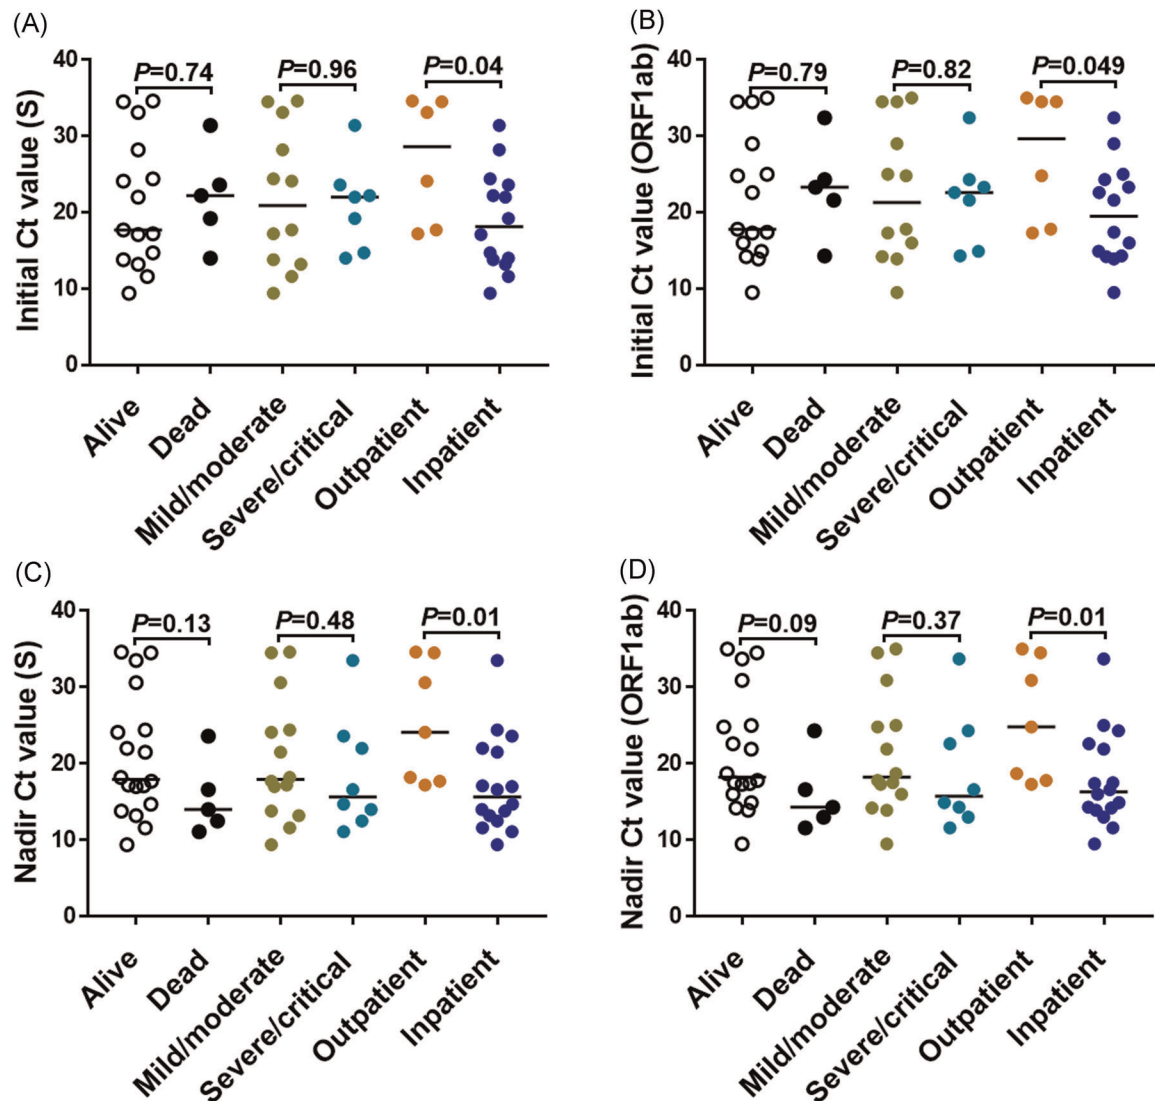 (A)
Initial Ct value (S)
40
30
20
10
0
P=0.74
P=0.96
P=0.04
Alive
Dead
Mild/moderate
Severe/critical
Outpatient
Inpatient
(B)
Initial Ct value (ORF1ab)
40
30
20
10
0
P=0.79
P=0.82
P=0.049
Alive
Dead
Mild/moderate
Severe/critical
Outpatient
Inpatient
(C)
Nadir Ct value (S)
40
30
20
10
0
P=0.13
P=0.48
P=0.01
Alive
Dead
Mild/moderate
Severe/critical
Outpatient
Inpatient
(D)
Nadir Ct value (ORF1ab)
40
30
20
10
0
P=0.09
P=0.37
P=0.01
Alive
Dead
Mild/moderate
Severe/critical
Outpatient
Inpatient